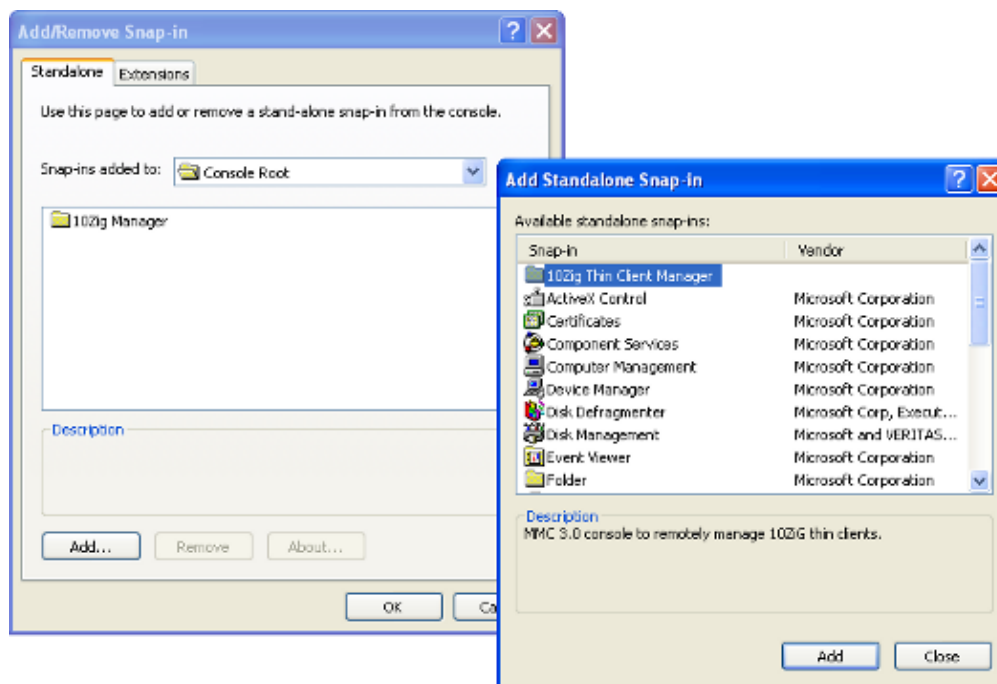 Add/Remove Snap-in
Standalone
Extensions
Use this page to add or remove a stand-alone snap-in from the console.
Snap-ins added to:
Console Root
10Zig Manager
Description
Add...
Remove
About...
OK
Ca
Add Standalone Snap-in
Available standalone snap-ins:
Snap-in Vendor
10Zig Thin Client Manager
ActiveX Control Microsoft Corporation
Certificates Microsoft Corporation
Component Services Microsoft Corporation
Computer Management Microsoft Corporation
Device Manager Microsoft Corporation
Disk Defragmenter Microsoft Corp, Execut...
Disk Management Microsoft and VERITAS...
Event Viewer Microsoft Corporation
Folder Microsoft Corporation
Description
MMC 3.0 console to remotely manage 10ZiG thin clients.
Add
Close